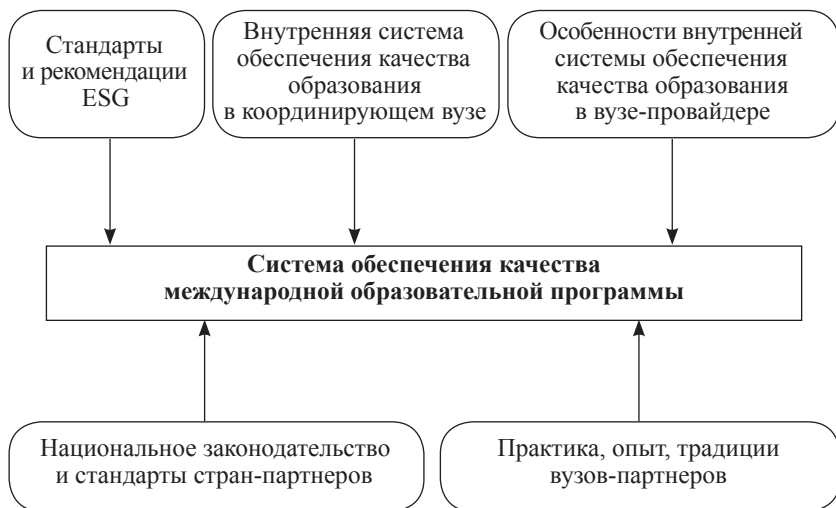 Стандарты
и рекомендации
ESG
Внутренняя система
обеспечения качества
образования
в координирующем вузе
Особенности внутренней
системы обеспечения
качества образования
в вузе-провайдере
Система обеспечения качества
международной образовательной программы
Национальное законодательство
и стандарты стран-партнеров
Практика, опыт, традиции
вузов-партнеров